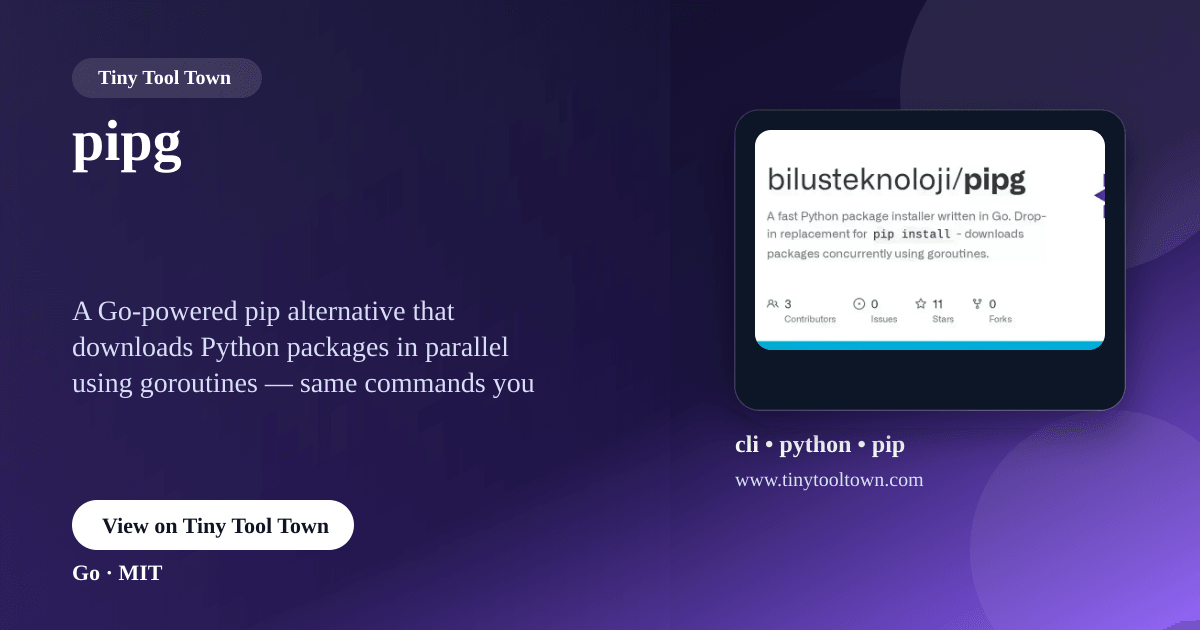 Tiny Tool Town
pipg
A Go-powered pip alternative that
downloads Python packages in parallel
using goroutines — same commands you
View on Tiny Tool Town
Go · MIT
bilusteknoloji/pipg
A fast Python package installer written in Go. Drop-
in replacement for pip install - downloads
packages concurrently using goroutines.
3
Contributors
0
Issues
11
Stars
0
Forks
cli • python • pip
www.tinytooltown.com